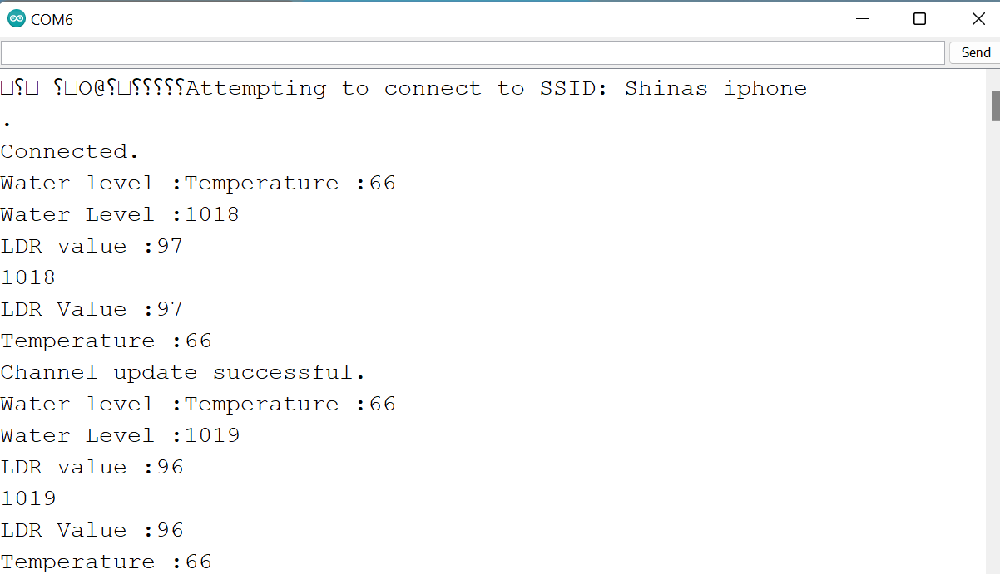 COM6
Send
□⸮□ ⸮□O@⸮□⸮⸮⸮⸮⸮Attempting to connect to SSID: Shinas iphone
.
Connected.
Water level :Temperature :66
Water Level :1018
LDR value :97
1018
LDR Value :97
Temperature :66
Channel update successful.
Water level :Temperature :66
Water Level :1019
LDR value :96
1019
LDR Value :96
Temperature :66